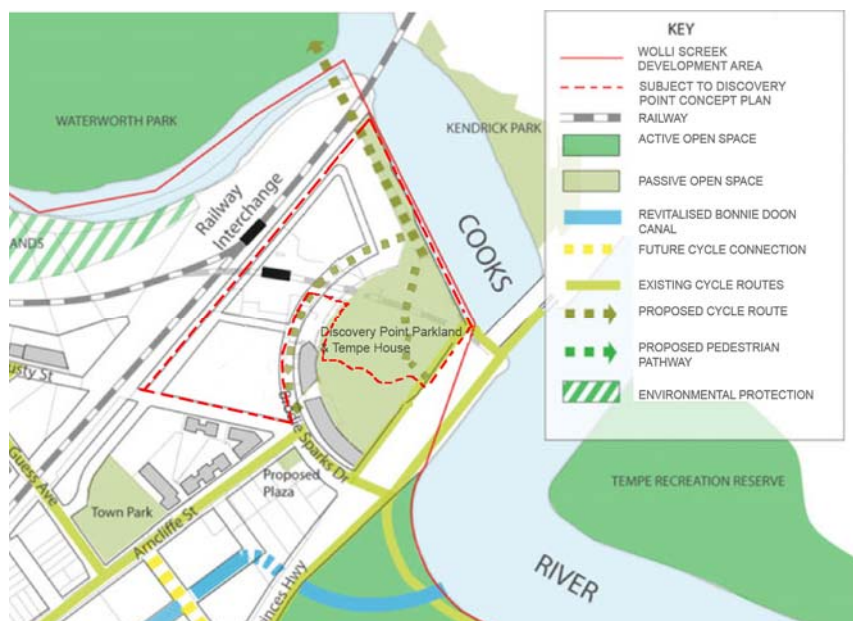 KEY
WOLLI SCREEK
DEVELOPMENT AREA
SUBJECT TO DISCOVERY
POINT CONCEPT PLAN
RAILWAY
ACTIVE OPEN SPACE
PASSIVE OPEN SPACE
REVITALISED BONNIE DOON
CANAL
FUTURE CYCLE CONNECTION
EXISTING CYCLE ROUTES
PROPOSED CYCLE ROUTE
PROPOSED PEDESTRIAN
PATHWAY
ENVIRONMENTAL PROTECTION
WATERWORTH PARK
KENDRICK PARK
Railway
Interchange
COOKS
ANDS
Discovery Point Parkland
& Tempe House
usty St
Guess Ave
Brodie Sparks Dr
Proposed
Plaza
Town Park
Arncliffe St
TEMPE RECREATION RESERVE
RIVER
inces Hwy